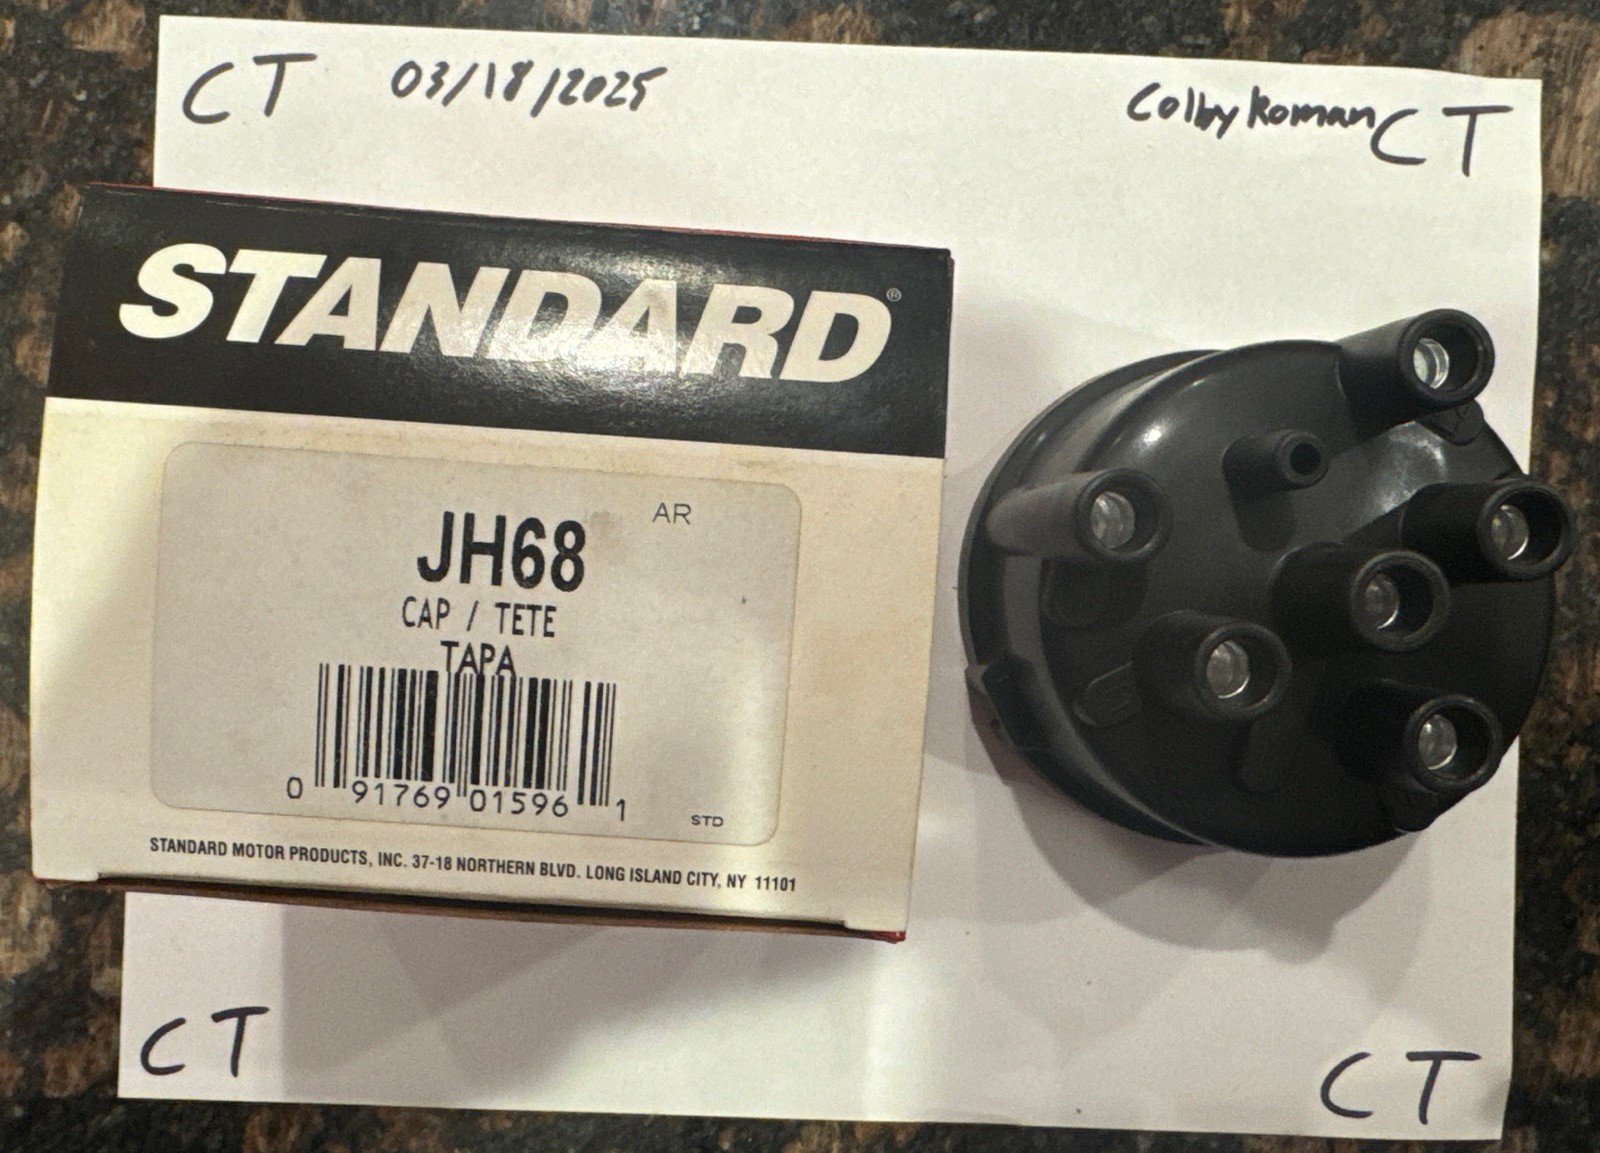 CT 03/18/2025 Colby Roman CT
STANDARD®
AR
JH68
CAP / TETE
TAPA
0 91769 01596 1
STD
STANDARD MOTOR PRODUCTS, INC. 37-18 NORTHERN BLVD. LONG ISLAND CITY, NY 11101
CT CT